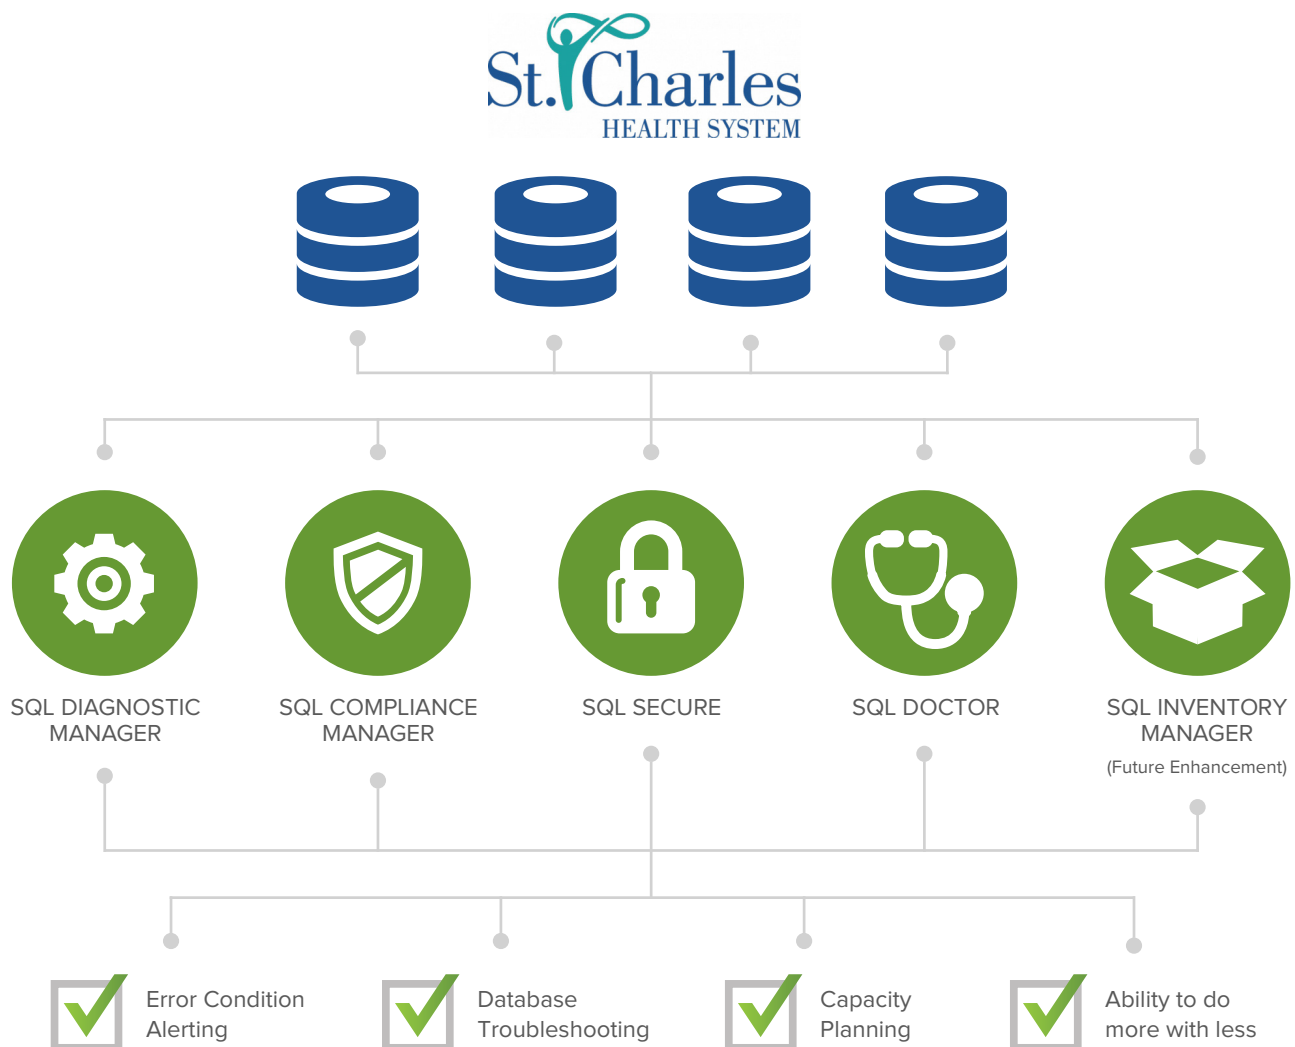 St. Charles
HEALTH SYSTEM
SQL DIAGNOSTIC
MANAGER
SQL COMPLIANCE
MANAGER
SQL SECURE
SQL DOCTOR
SQL INVENTORY
MANAGER
(Future Enhancement)
Error Condition
Alerting
Database
Troubleshooting
Capacity
Planning
Ability to do
more with less